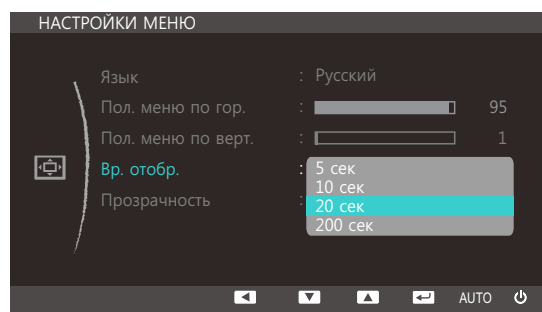 НАСТРОЙКИ МЕНЮ
Язык : Русский
Пол. меню по гор. : 95
Пол. меню по верт. : 1
Вр. отобр. : 5 сек
10 сек
20 сек
Прозрачность : 200 сек
AUTO